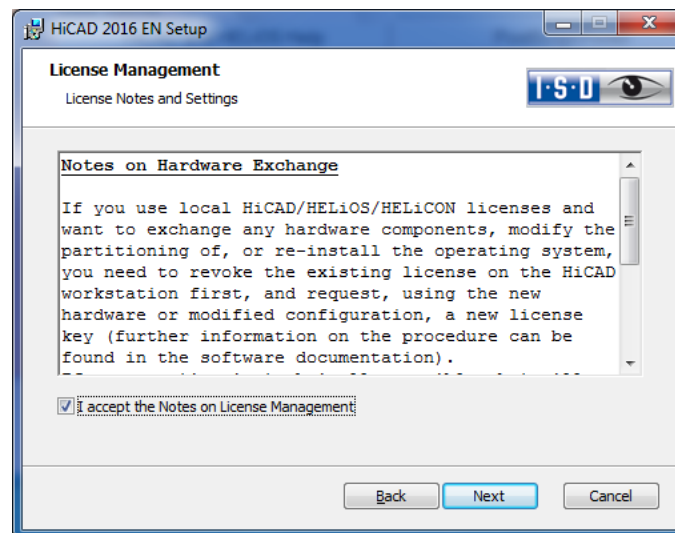 HiCAD 2016 EN Setup
License Management
License Notes and Settings
I·S·D
Notes on Hardware Exchange
If you use local HiCAD/HELiOS/HELiCON licenses and
want to exchange any hardware components, modify the
partitioning of, or re-install the operating system,
you need to revoke the existing license on the HiCAD
workstation first, and request, using the new
hardware or modified configuration, a new license
key (further information on the procedure can be
found in the software documentation).
I accept the Notes on License Management
Back
Next
Cancel